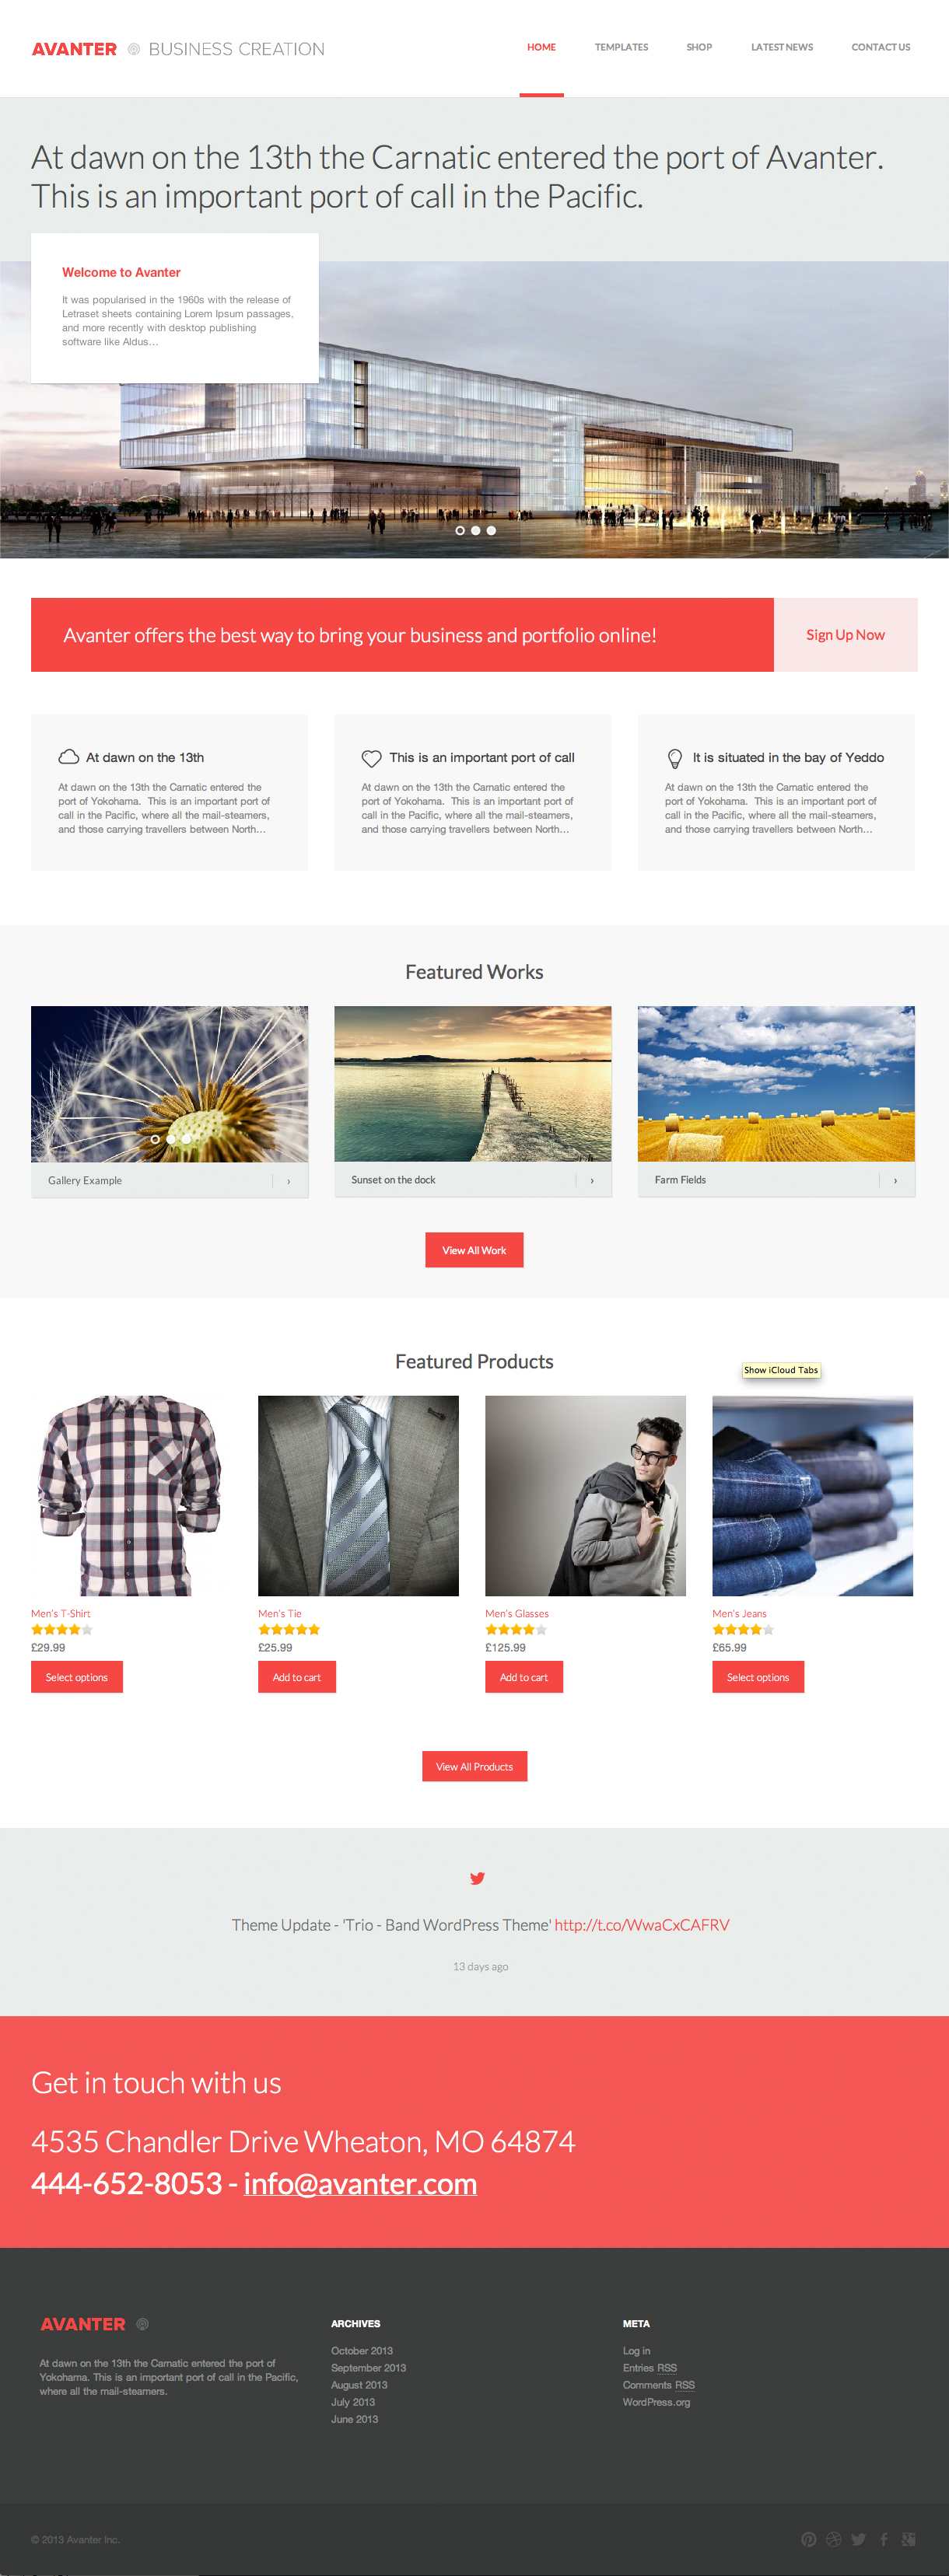 AVANTER BUSINESS CREATION
HOME TEMPLATES SHOP LATEST NEWS CONTACT US
At dawn on the 13th the Carnatic entered the port of Avanter.
This is an important port of call in the Pacific.
Welcome to Avanter
It was popularised in the 1960s with the release of
Letraset sheets containing Lorem Ipsum passages,
and more recently with desktop publishing
software like Aldus…
Avanter offers the best way to bring your business and portfolio online!
Sign Up Now
At dawn on the 13th
At dawn on the 13th the Carnatic entered the
port of Yokohama.  This is an important port of
call in the Pacific, where all the mail-steamers,
and those carrying travellers between North…
This is an important port of call
At dawn on the 13th the Carnatic entered the
port of Yokohama.  This is an important port of
call in the Pacific, where all the mail-steamers,
and those carrying travellers between North…
It is situated in the bay of Yeddo
At dawn on the 13th the Carnatic entered the
port of Yokohama.  This is an important port of
call in the Pacific, where all the mail-steamers,
and those carrying travellers between North…
Featured Works
Gallery Example ›
Sunset on the dock ›
Farm Fields ›
View All Work
Featured Products
Show iCloud Tabs
Men's T-Shirt
£29.99
Select options
Men's Tie
£25.99
Add to cart
Men's Glasses
£125.99
Add to cart
Men's Jeans
£65.99
Select options
View All Products
Theme Update - 'Trio - Band WordPress Theme' http://t.co/WwaCxCAFRV
13 days ago
Get in touch with us
4535 Chandler Drive Wheaton, MO 64874
444-652-8053 - info@avanter.com
AVANTER
At dawn on the 13th the Carnatic entered the port of
Yokohama. This is an important port of call in the Pacific,
where all the mail-steamers.
ARCHIVES
October 2013
September 2013
August 2013
July 2013
June 2013
META
Log in
Entries RSS
Comments RSS
WordPress.org
© 2013 Avanter Inc.